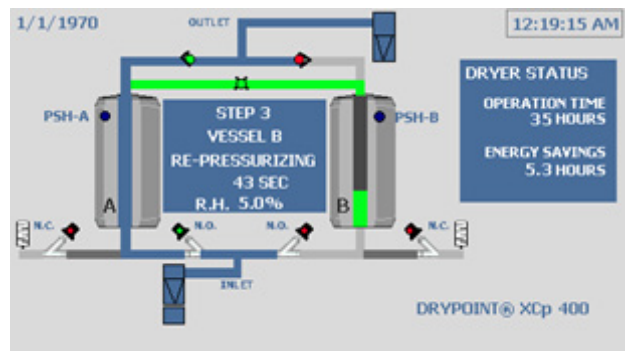 1/1/1970
OUTLET
12:19:15 AM
DRYER STATUS
OPERATION TIME
35 HOURS
ENERGY SAVINGS
5.3 HOURS
PSH-A
PSH-B
STEP 3
VESSEL B
RE-PRESSURIZING
43 SEC
R.H. 5.0%
A
B
N.C.
N.O.
N.O.
N.C.
INLET
DRYPOINT® XCp 400